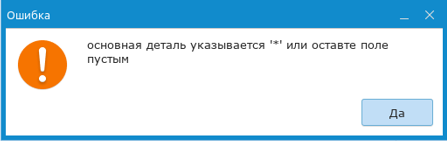 Ошибка
основная деталь указывается '*' или оставте поле
пустым
Да